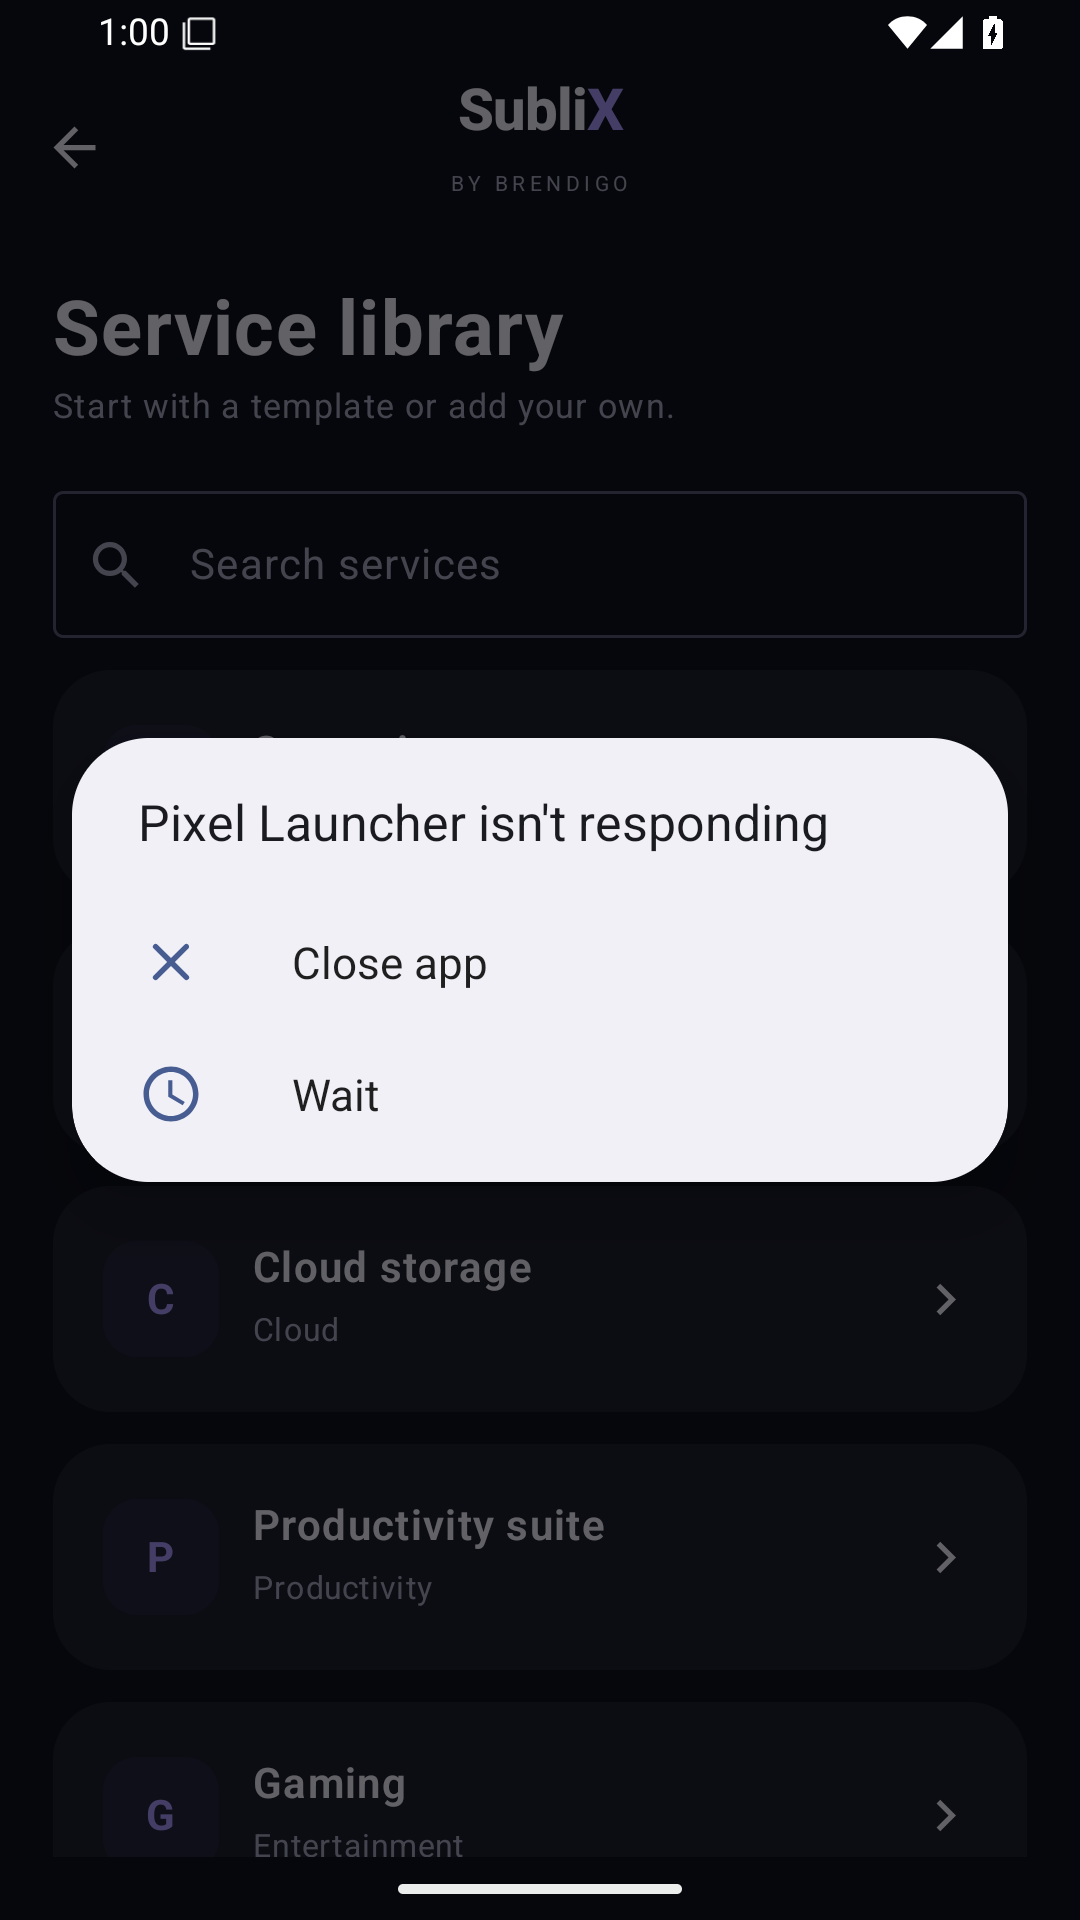 1:00
SubliX
BY BRENDIGO
Service library
Start with a template or add your own.
Search services
Pixel Launcher isn't responding
Close app
Wait
C
Cloud storage
Cloud
P
Productivity suite
Productivity
G
Gaming
Entertainment